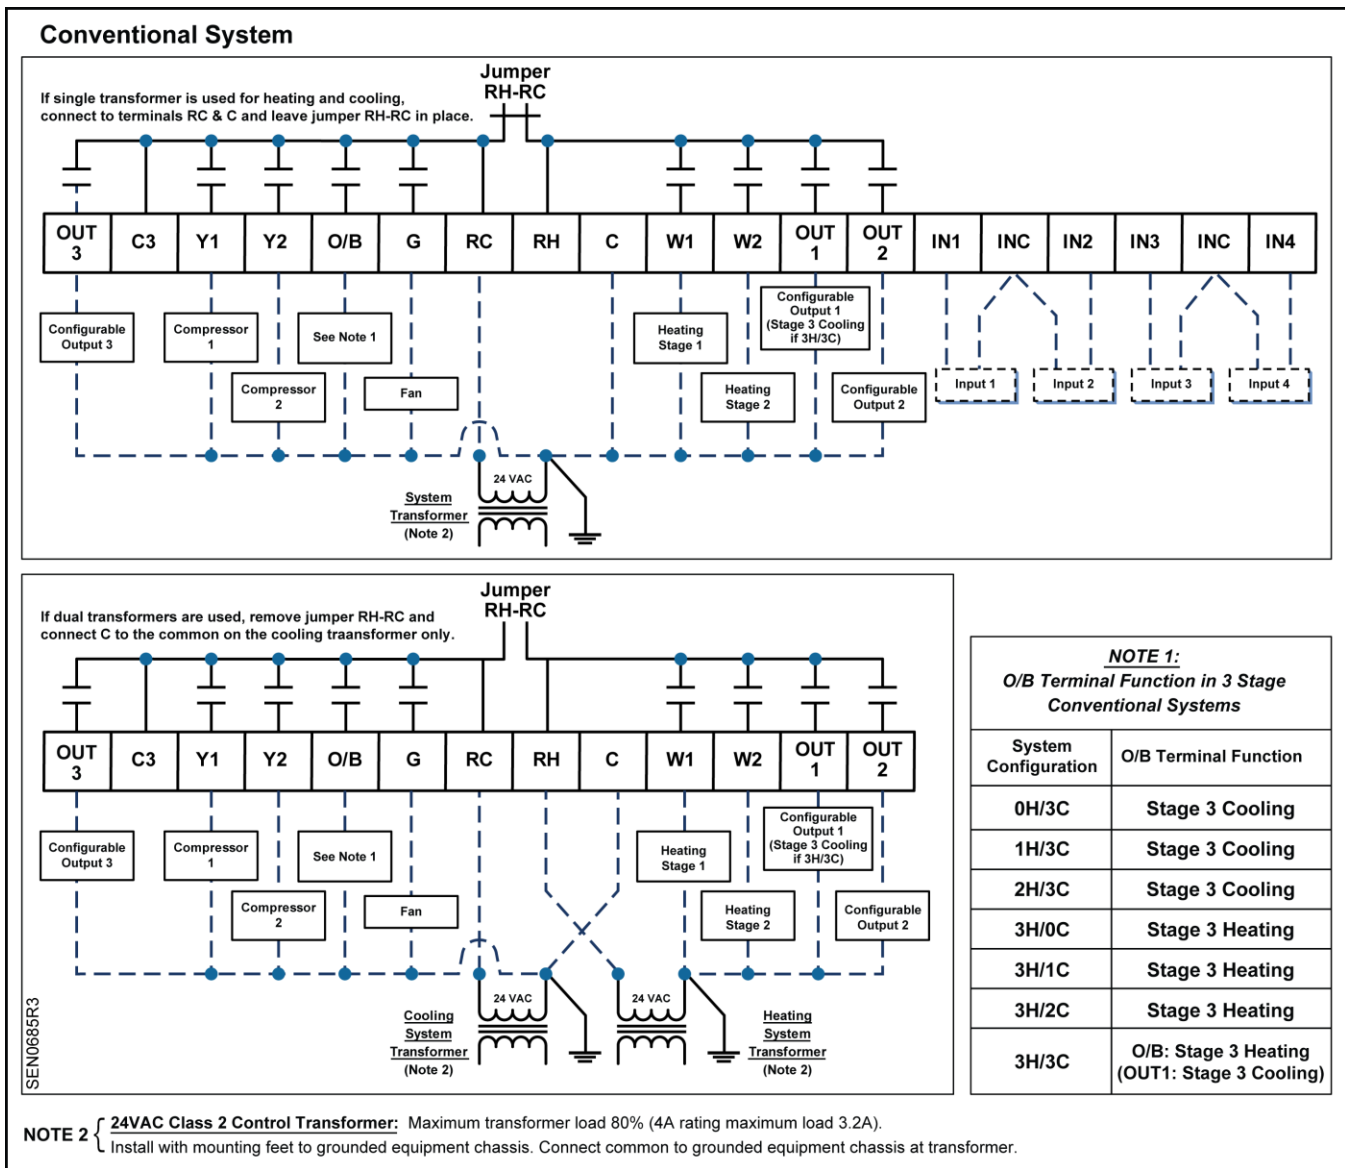 Conventional System
Jumper
RH-RC
If single transformer is used for heating and cooling,
connect to terminals RC & C and leave jumper RH-RC in place.
OUT 3 C3 Y1 Y2 O/B G RC RH C W1 W2 OUT 1 OUT 2 IN1 INC IN2 IN3 INC IN4
Configurable
Output 3
Compressor
1
Compressor
2
See Note 1
Fan
Heating
Stage 1
Heating
Stage 2
Configurable
Output 1
(Stage 3 Cooling
if 3H/3C)
Configurable
Output 2
Input 1
Input 2
Input 3
Input 4
24 VAC
System
Transformer
(Note 2)
Jumper
RH-RC
If dual transformers are used, remove jumper RH-RC and
connect C to the common on the cooling traansformer only.
OUT 3 C3 Y1 Y2 O/B G RC RH C W1 W2 OUT 1 OUT 2
Configurable
Output 3
Compressor
1
Compressor
2
See Note 1
Fan
Heating
Stage 1
Heating
Stage 2
Configurable
Output 1
(Stage 3 Cooling
if 3H/3C)
Configurable
Output 2
24 VAC
24 VAC
Cooling
System
Transformer
(Note 2)
Heating
System
Transformer
(Note 2)
SEN0685R3
NOTE 1:
O/B Terminal Function in 3 Stage
Conventional Systems
System
Configuration
O/B Terminal Function
0H/3C Stage 3 Cooling
1H/3C Stage 3 Cooling
2H/3C Stage 3 Cooling
3H/0C Stage 3 Heating
3H/1C Stage 3 Heating
3H/2C Stage 3 Heating
3H/3C O/B: Stage 3 Heating
(OUT1: Stage 3 Cooling)
NOTE 2 { 24VAC Class 2 Control Transformer: Maximum transformer load 80% (4A rating maximum load 3.2A).
Install with mounting feet to grounded equipment chassis. Connect common to grounded equipment chassis at transformer.